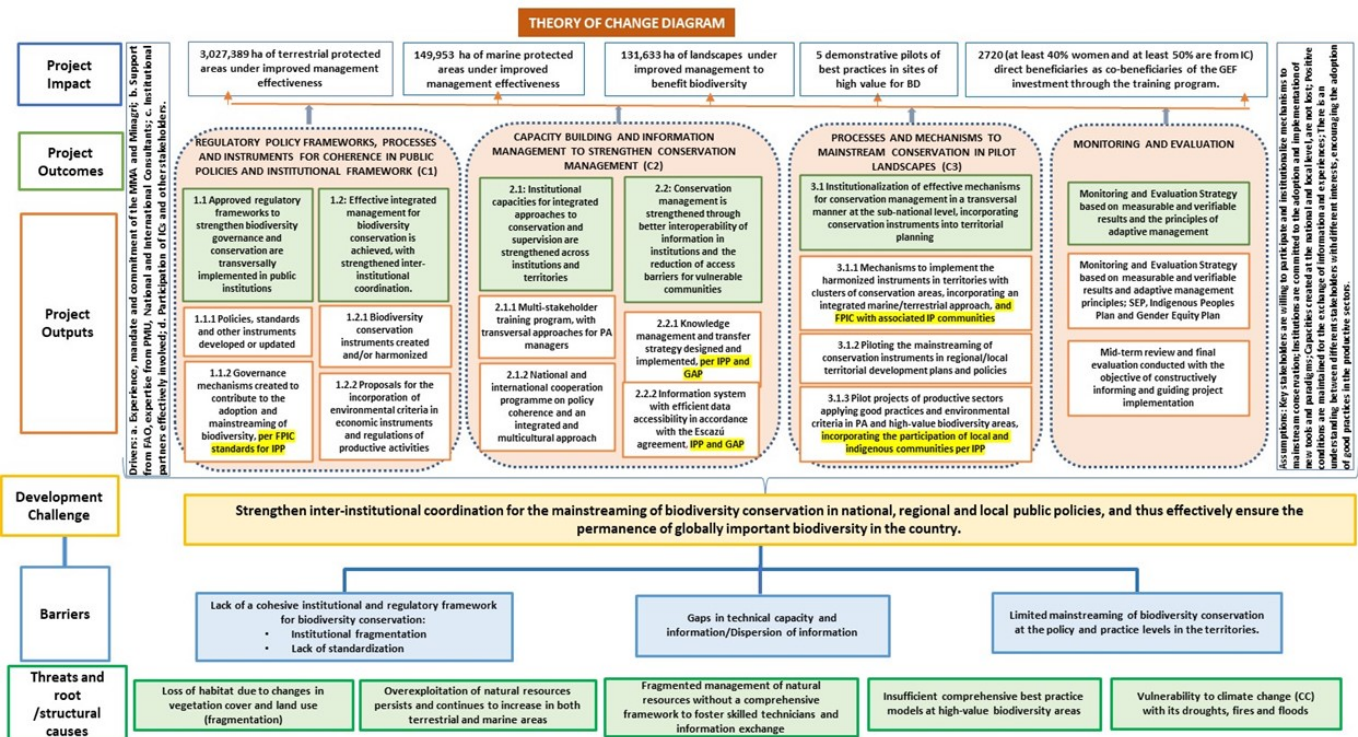 THEORY OF CHANGE DIAGRAM
Project
Impact
3,027,389 ha of terrestrial protected
areas under improved management
effectiveness
149,953 ha of marine protected
areas under improved
management effectiveness
131,633 ha of landscapes under
improved management to
benefit biodiversity
5 demonstrative pilots of
best practices in sites of
high value for BD
2720 (at least 40% women and at least 50% are from IC)
direct beneficiaries as co-beneficiaries of the GEF
investment through the training program.
Drivers: a. Experience, mandate and commitment of the MMA and Minagri; b. Support
from FAO, expertise from PMU, National and International Consultants; c. Institutional
partners effectively involved; d. Participation of ICs and other stakeholders.
Project
Outcomes
REGULATORY POLICY FRAMEWORKS, PROCESSES
AND INSTRUMENTS FOR COHERENCE IN PUBLIC
POLICIES AND INSTITUTIONAL FRAMEWORK (C1)
CAPACITY BUILDING AND INFORMATION
MANAGEMENT TO STRENGTHEN CONSERVATION
MANAGEMENT (C2)
PROCESSES AND MECHANISMS TO
MAINSTREAM CONSERVATION IN PILOT
LANDSCAPES (C3)
MONITORING AND EVALUATION
Project
Outputs
1.1 Approved regulatory
frameworks to
strengthen biodiversity
governance and
conservation are
transversally
implemented in public
institutions
1.2: Effective integrated
management for
biodiversity
conservation is
achieved, with
strengthened inter-
institutional
coordination.
1.1.1 Policies, standards
and other instruments
developed or updated
1.2.1 Biodiversity
conservation
instruments created
and/or harmonized
1.1.2 Governance
mechanisms created to
contribute to the
adoption and
mainstreaming of
biodiversity, per FPIC
standards for IPP
1.2.2 Proposals for the
incorporation of
environmental criteria in
economic instruments
and regulations of
productive activities
2.1: Institutional
capacities for integrated
approaches to
conservation and
supervision are
strengthened across
institutions and
territories
2.2: Conservation
management is
strengthened through
better interoperability of
information in
institutions and the
reduction of access
barriers for vulnerable
communities
2.1.1 Multi-stakeholder
training program, with
transversal approaches for PA
managers
2.2.1 Knowledge
management and transfer
strategy designed and
implemented, per IPP and
GAP
2.1.2 National and
international cooperation
programme on policy
coherence and an
integrated and
multicultural approach
2.2.2 Information system
with efficient data
accessibility in accordance
with the Escazú
agreement, IPP and GAP
3.1 Institutionalization of effective mechanisms
for conservation management in a transversal
manner at the sub-national level, incorporating
conservation instruments into territorial
planning
3.1.1 Mechanisms to implement the
harmonized instruments in territories with
clusters of conservation areas, incorporating an
integrated marine/terrestrial approach, and
FPIC with associated IP communities
3.1.2 Piloting the mainstreaming of
conservation instruments in regional/local
territorial development plans and policies
3.1.3 Pilot projects of productive sectors
applying good practices and environmental
criteria in PA and high-value biodiversity areas,
incorporating the participation of local and
indigenous communities per IPP
Monitoring and Evaluation Strategy
based on measurable and verifiable
results and the principles of
adaptive management
Monitoring and Evaluation Strategy
based on measurable and verifiable
results and adaptive management
principles; SEP, Indigenous Peoples
Plan and Gender Equity Plan
Mid-term review and final
evaluation conducted with the
objective of constructively
informing and guiding project
implementation
Assumptions: Key stakeholders are willing to participate and institutionalize mechanisms to
mainstream conservation; Institutions are committed to the adoption and implementation of
new tools and paradigms; Capacities created at the national and local level, are not lost; Positive
conditions are maintained for the exchange of information and experiences; There is an
understanding between different stakeholders with different interests, encouraging the adoption
of good practices in the productive sectors.
Development
Challenge
Strengthen inter-institutional coordination for the mainstreaming of biodiversity conservation in national, regional and local public policies, and thus effectively ensure the
permanence of globally important biodiversity in the country.
Barriers
Lack of a cohesive institutional and regulatory framework
for biodiversity conservation:
• Institutional fragmentation
• Lack of standardization
Gaps in technical capacity and
information/Dispersion of information
Limited mainstreaming of biodiversity conservation
at the policy and practice levels in the territories.
Threats and
root
/structural
causes
Loss of habitat due to changes in
vegetation cover and land use
(fragmentation)
Overexploitation of natural resources
persists and continues to increase in both
terrestrial and marine areas
Fragmented management of natural
resources without a comprehensive
framework to foster skilled technicians and
information exchange
Insufficient comprehensive best practice
models at high-value biodiversity areas
Vulnerability to climate change (CC)
with its droughts, fires and floods